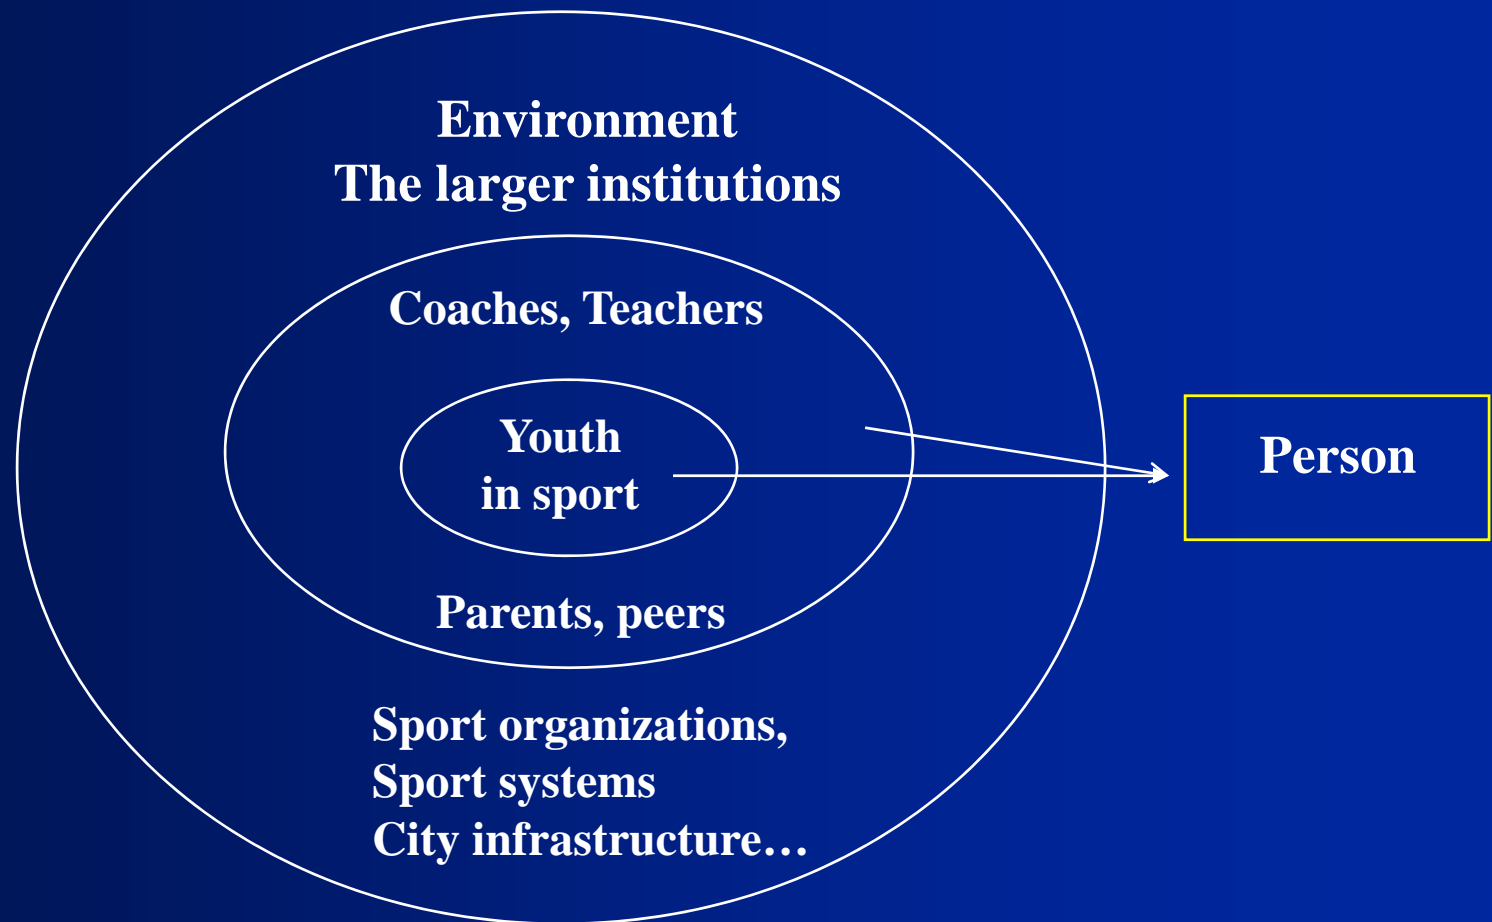 Environment
The larger institutions
Coaches, Teachers
Youth
in sport
Person
Parents, peers
Sport organizations,
Sport systems
City infrastructure…